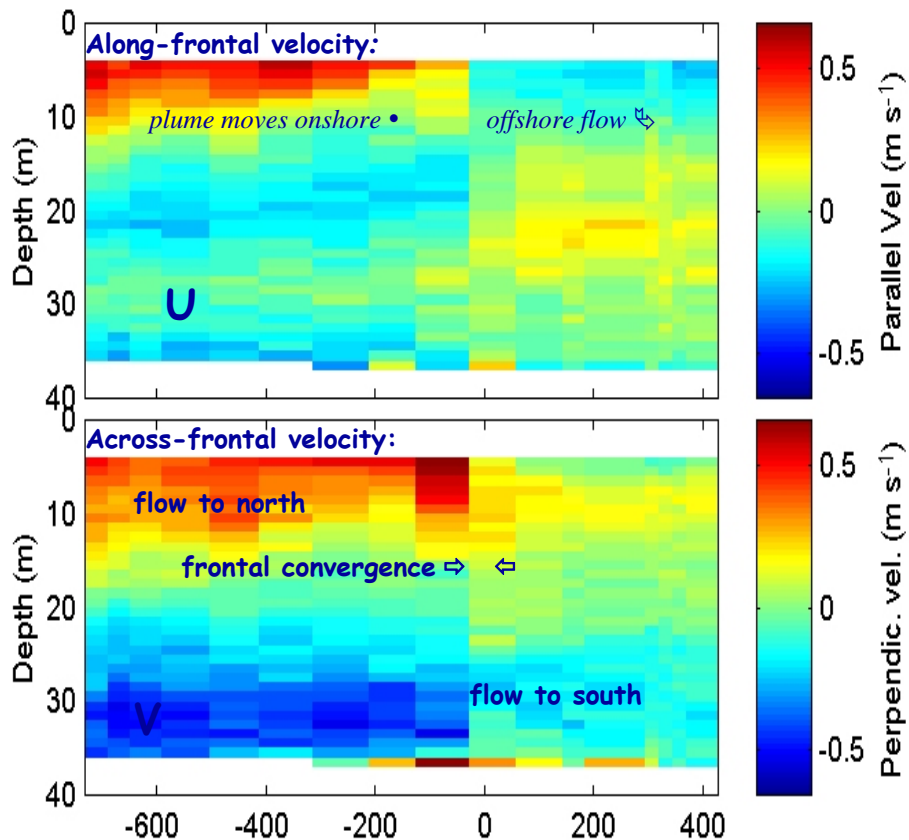 0
Along-frontal velocity:
10
plume moves onshore •
offshore flow
20
30
U
40
Depth (m)
0.5
0
-0.5
Parallel Vel (m s⁻¹)
0
Across-frontal velocity:
flow to north
10
frontal convergence ⇨ ⇦
20
30
flow to south
V
40
Depth (m)
-600
-400
-200
0
200
400
0.5
0
-0.5
Perpendic. vel. (m s⁻¹)